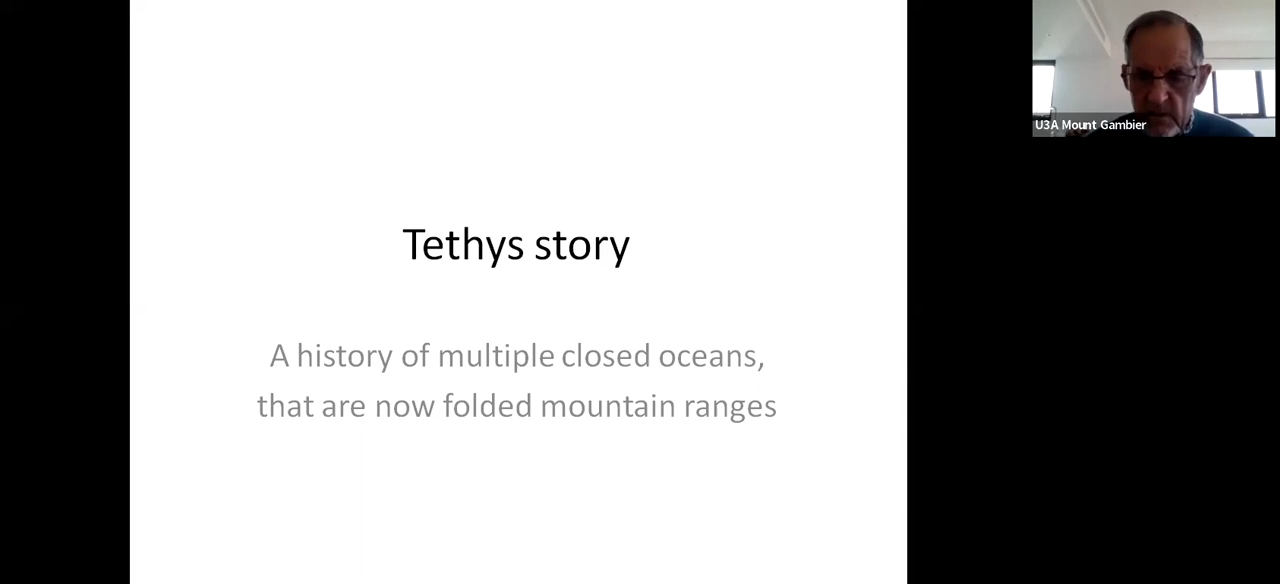 Tethys story
A history of multiple closed oceans,
that are now folded mountain ranges
U3A Mount Gambier